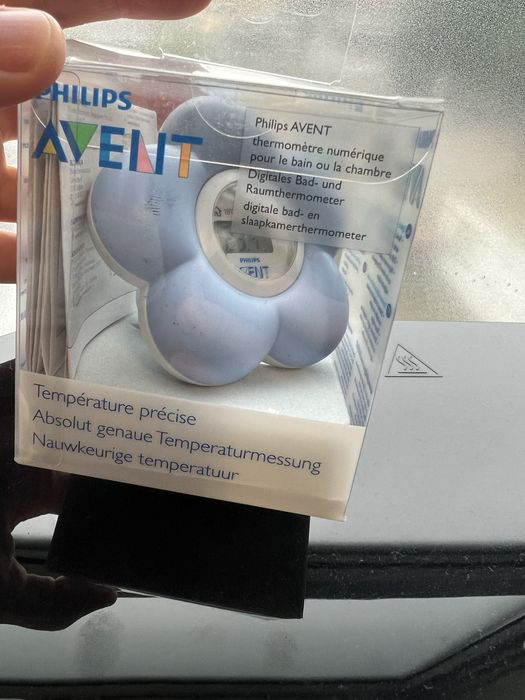 PHILIPS
AVENT
Philips AVENT
thermomètre numérique
pour le bain ou la chambre
Digitales Bad- und
Raumthermometer
digitale bad- en
slaapkamerthermometer
PHILIPS
AVENT
Température précise
Absolut genaue Temperaturmessung
Nauwkeurige temperatuur